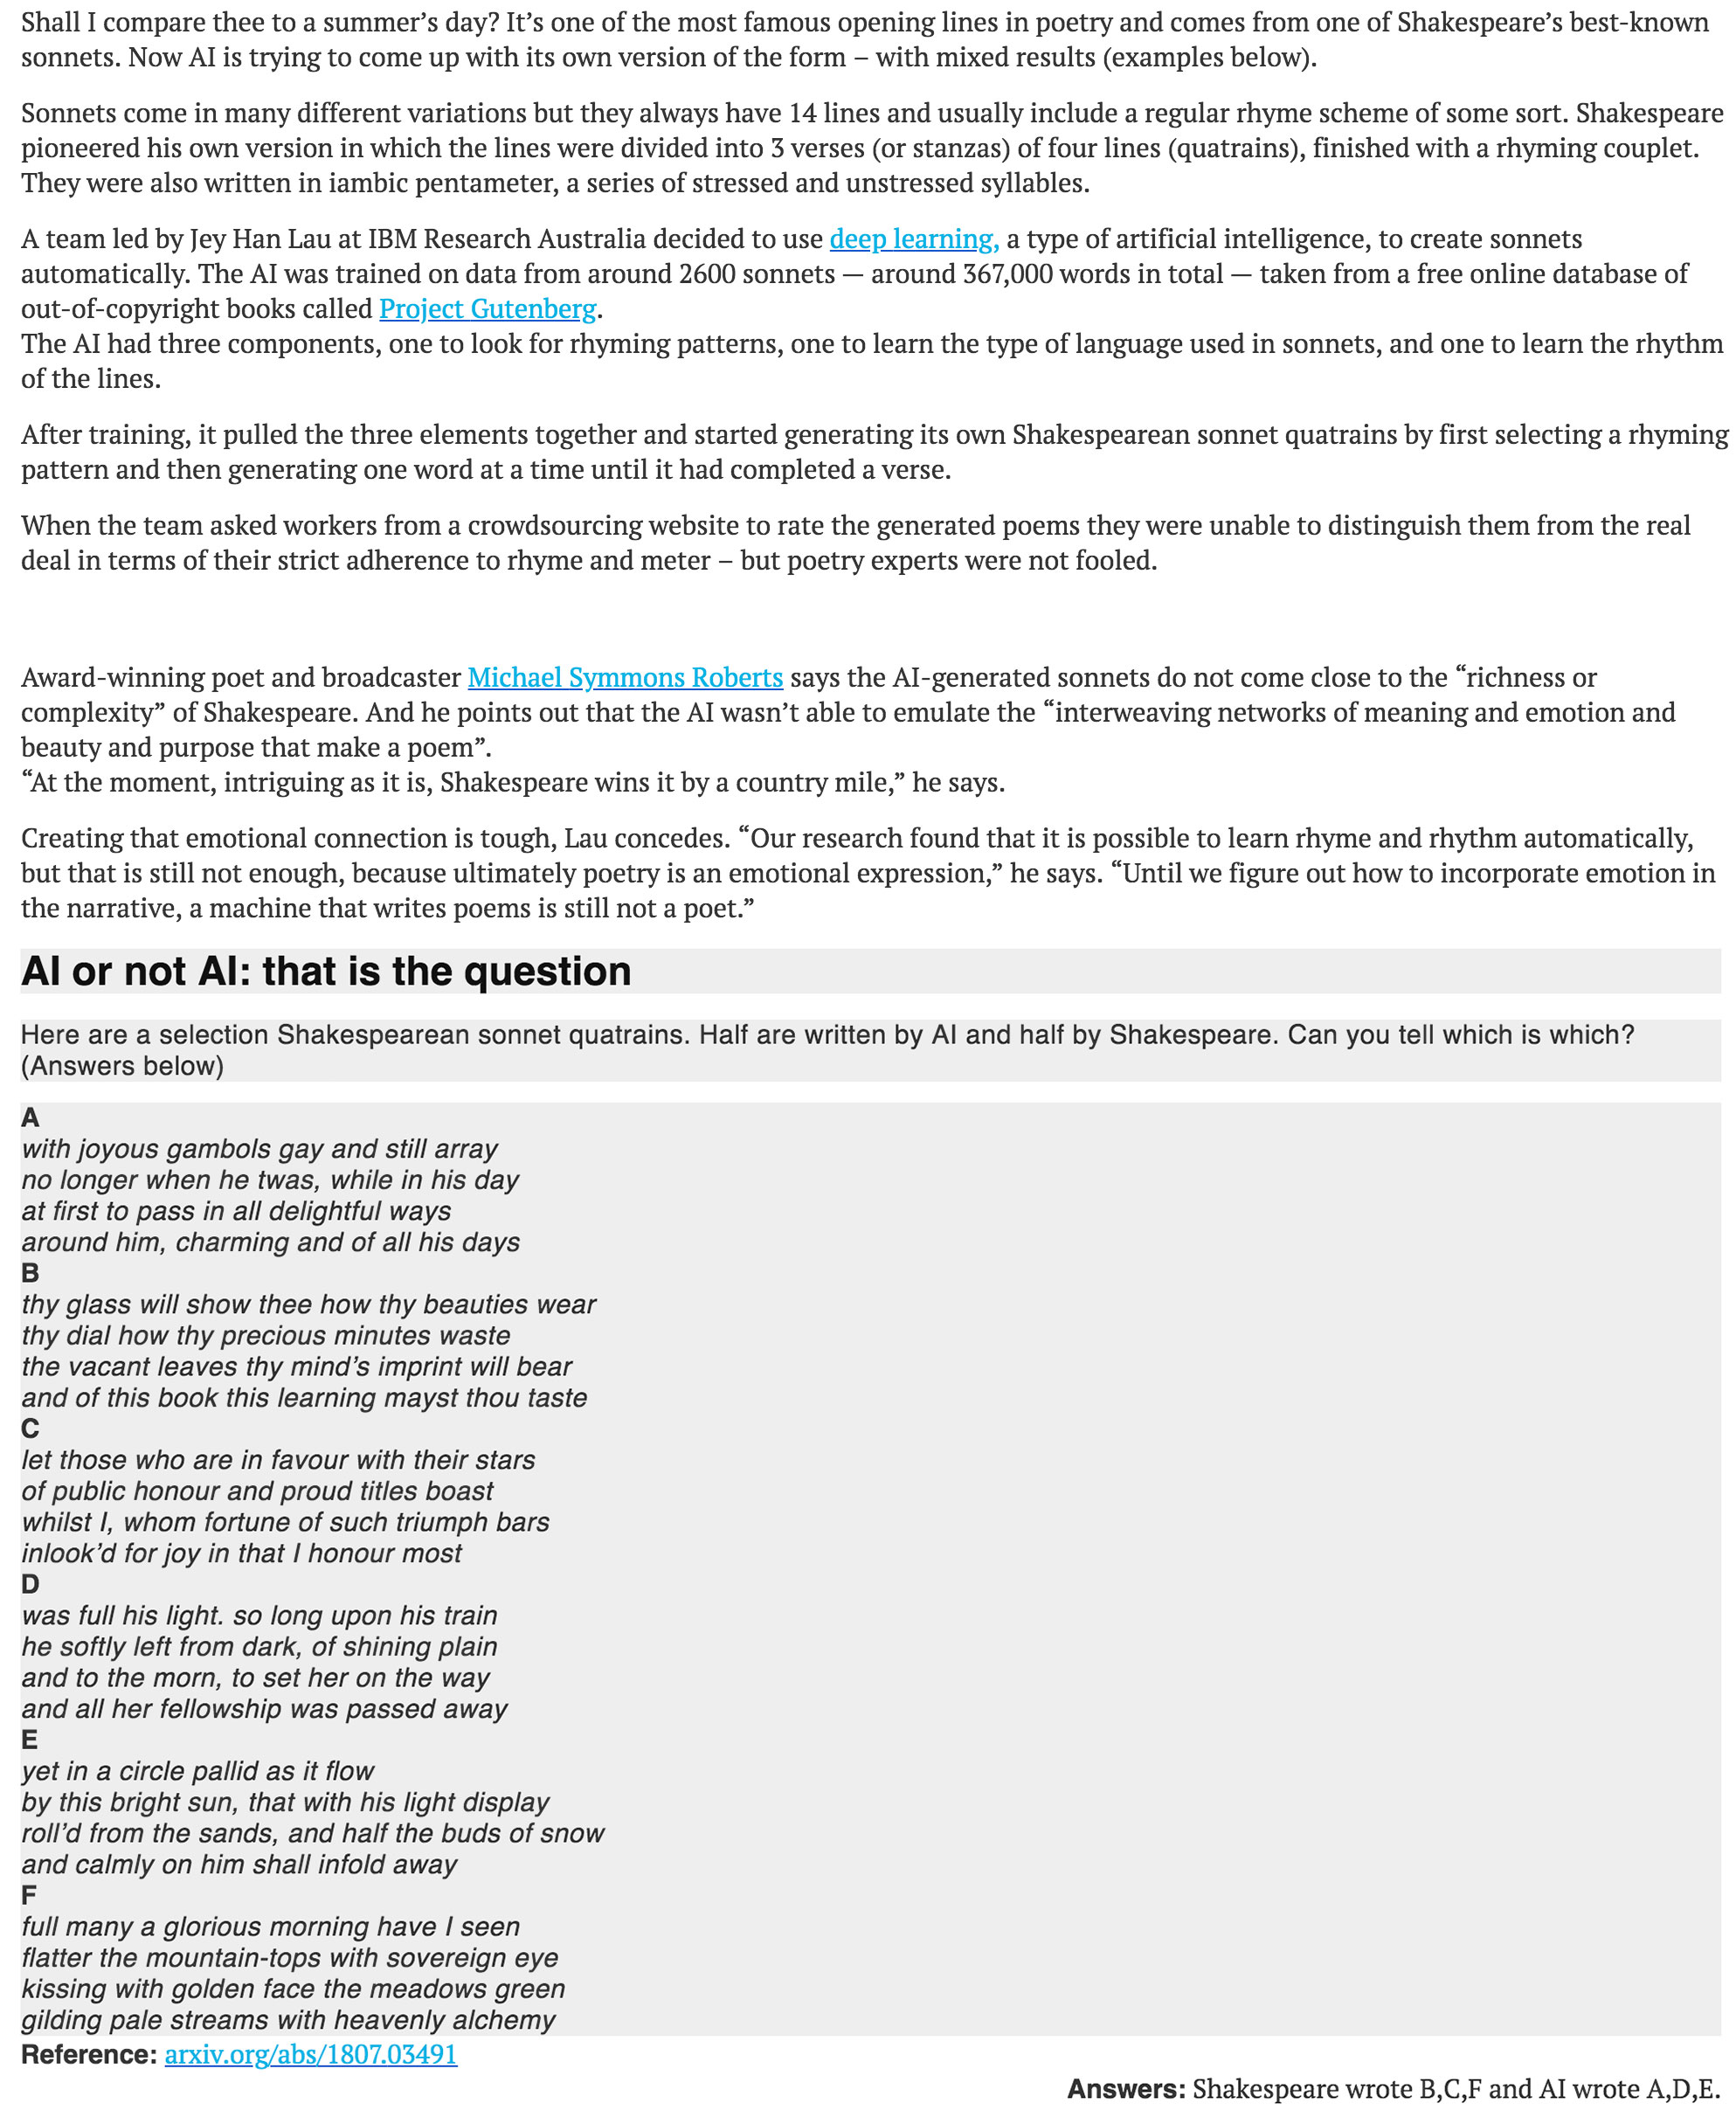 Shall I compare thee to a summer’s day? It’s one of the most famous opening lines in poetry and comes from one of Shakespeare’s best-known
sonnets. Now AI is trying to come up with its own version of the form – with mixed results (examples below).
Sonnets come in many different variations but they always have 14 lines and usually include a regular rhyme scheme of some sort. Shakespeare
pioneered his own version in which the lines were divided into 3 verses (or stanzas) of four lines (quatrains), finished with a rhyming couplet.
They were also written in iambic pentameter, a series of stressed and unstressed syllables.
A team led by Jey Han Lau at IBM Research Australia decided to use deep learning, a type of artificial intelligence, to create sonnets
automatically. The AI was trained on data from around 2600 sonnets — around 367,000 words in total — taken from a free online database of
out-of-copyright books called Project Gutenberg.
The AI had three components, one to look for rhyming patterns, one to learn the type of language used in sonnets, and one to learn the rhythm
of the lines.
After training, it pulled the three elements together and started generating its own Shakespearean sonnet quatrains by first selecting a rhyming
pattern and then generating one word at a time until it had completed a verse.
When the team asked workers from a crowdsourcing website to rate the generated poems they were unable to distinguish them from the real
deal in terms of their strict adherence to rhyme and meter – but poetry experts were not fooled.
Award-winning poet and broadcaster Michael Symmons Roberts says the AI-generated sonnets do not come close to the “richness or
complexity” of Shakespeare. And he points out that the AI wasn’t able to emulate the “interweaving networks of meaning and emotion and
beauty and purpose that make a poem”.
“At the moment, intriguing as it is, Shakespeare wins it by a country mile,” he says.
Creating that emotional connection is tough, Lau concedes. “Our research found that it is possible to learn rhyme and rhythm automatically,
but that is still not enough, because ultimately poetry is an emotional expression,” he says. “Until we figure out how to incorporate emotion in
the narrative, a machine that writes poems is still not a poet.”
AI or not AI: that is the question
Here are a selection Shakespearean sonnet quatrains. Half are written by AI and half by Shakespeare. Can you tell which is which?
(Answers below)
A
with joyous gambols gay and still array
no longer when he twas, while in his day
at first to pass in all delightful ways
around him, charming and of all his days
B
thy glass will show thee how thy beauties wear
thy dial how thy precious minutes waste
the vacant leaves thy mind’s imprint will bear
and of this book this learning mayst thou taste
C
let those who are in favour with their stars
of public honour and proud titles boast
whilst I, whom fortune of such triumph bars
inlook’d for joy in that I honour most
D
was full his light. so long upon his train
he softly left from dark, of shining plain
and to the morn, to set her on the way
and all her fellowship was passed away
E
yet in a circle pallid as it flow
by this bright sun, that with his light display
roll’d from the sands, and half the buds of snow
and calmly on him shall infold away
F
full many a glorious morning have I seen
flatter the mountain-tops with sovereign eye
kissing with golden face the meadows green
gilding pale streams with heavenly alchemy
Reference: arxiv.org/abs/1807.03491
Answers: Shakespeare wrote B,C,F and AI wrote A,D,E.